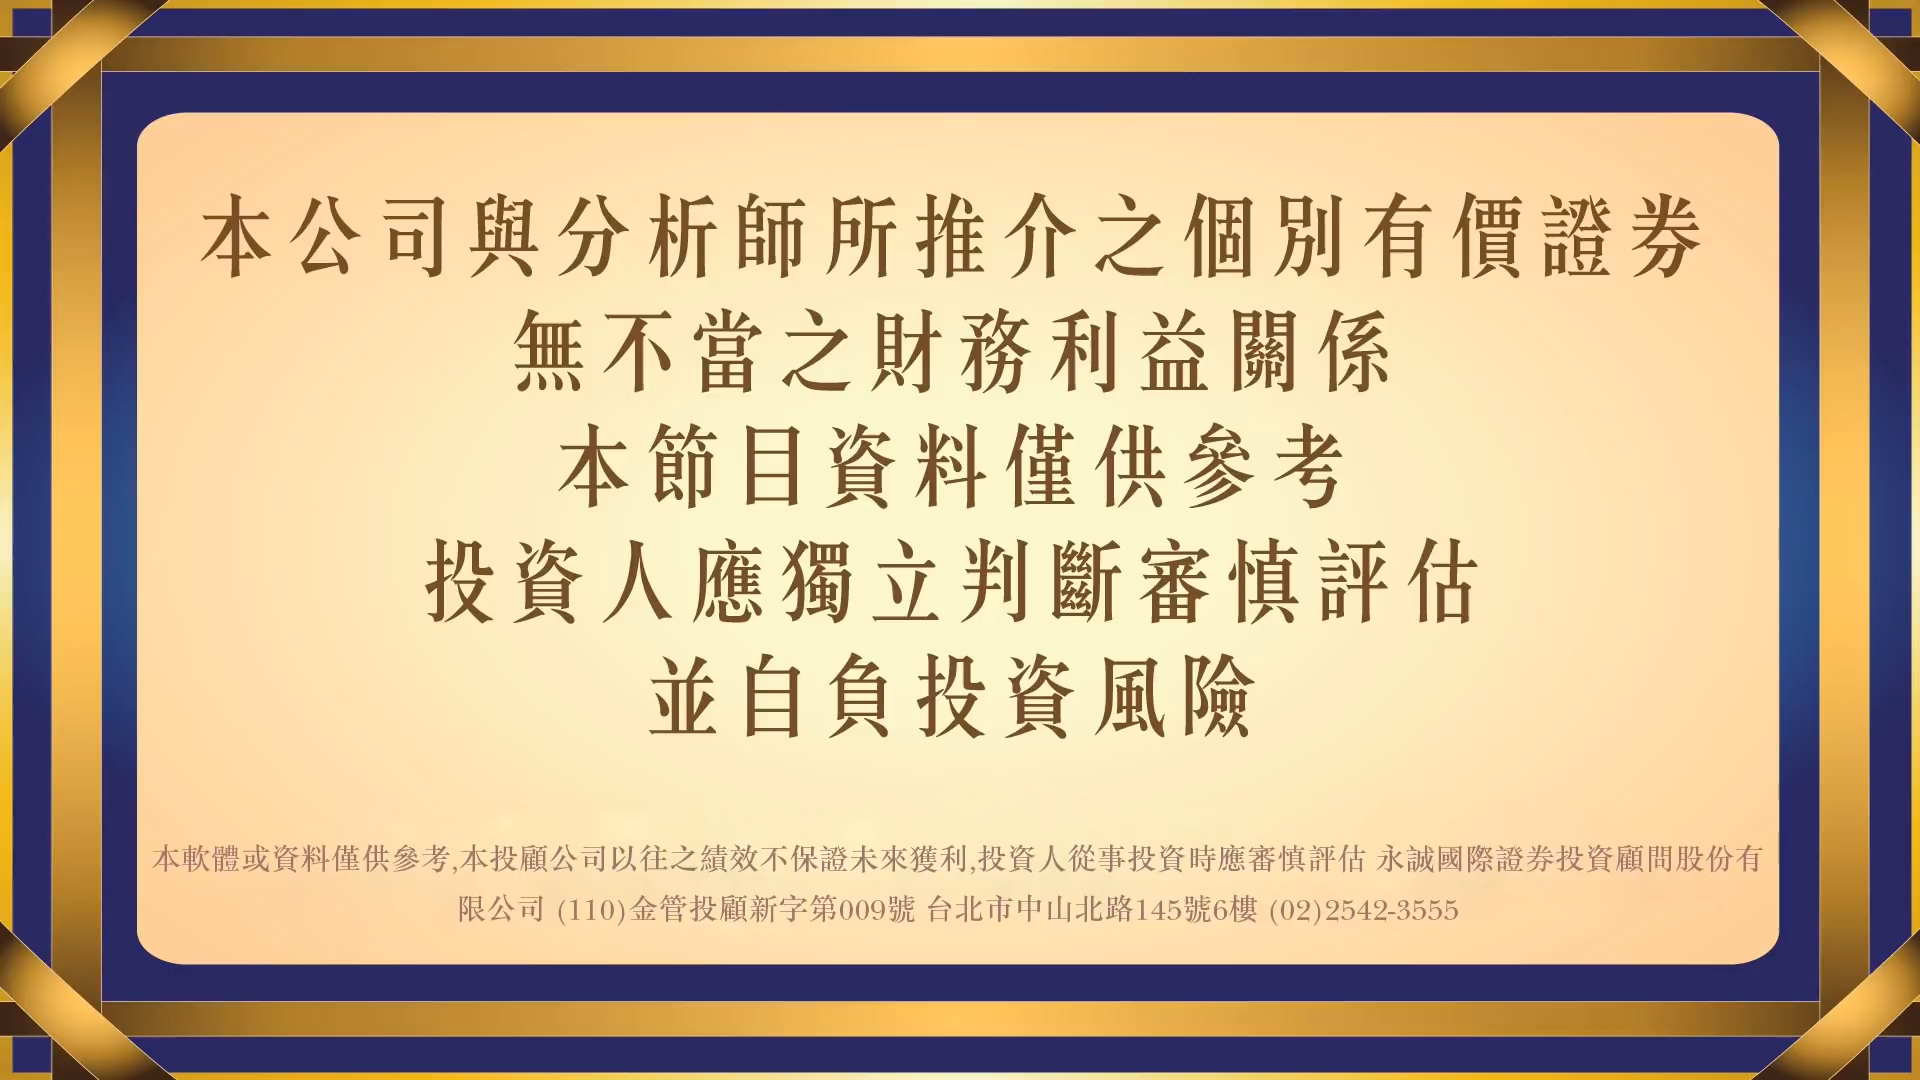 本公司與分析師所推介之個別有價證券
無不當之財務利益關係
本節目資料僅供參考
投資人應獨立判斷審慎評估
並自負投資風險
本軟體或資料僅供參考,本投顧公司以往之績效不保證未來獲利,投資人從事投資時應審慎評估 永誠國際證券投資顧問股份有
限公司 (110)金管投顧新字第009號 台北市中山北路145號6樓 (02)2542-3555